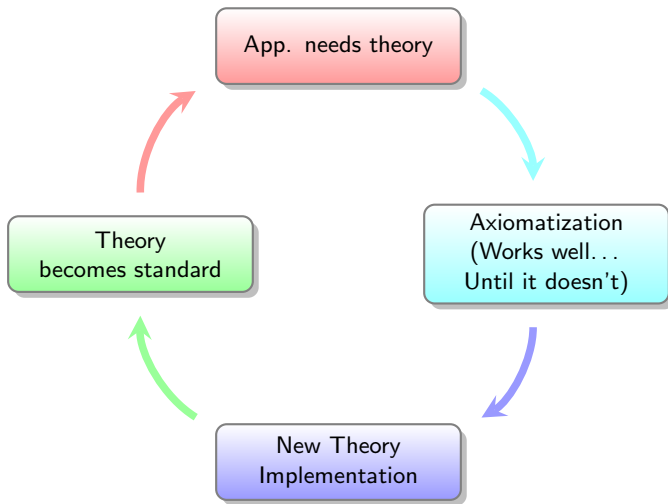 App. needs theory
Axiomatization
(Works well...
Until it doesn't)
New Theory
Implementation
Theory
becomes standard